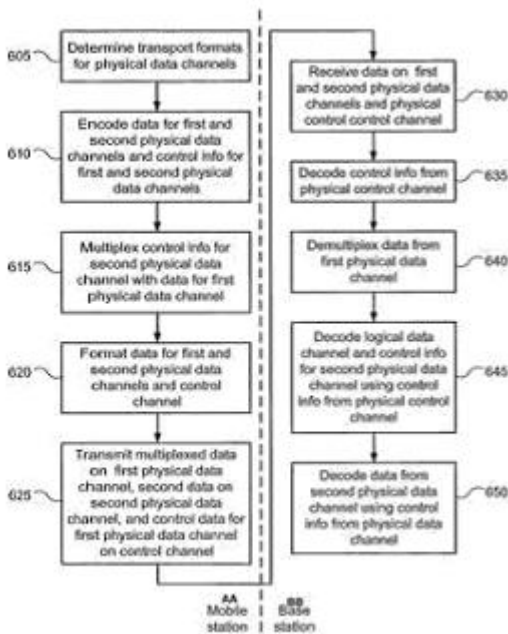 605
Determine transport formats
for physical data channels
610
Encode data for first and
second physical data
channels and control info for
first and second physical
data channels
615
Multiplex control info for
second physical data
channel with data for first
physical data channel
620
Format data for first and
second physical data
channels and control
channel
625
Transmit multiplexed data
on first physical data
channel, second data on
second physical data
channel, and control data for
first physical data channel
on control channel
Receive data on first
and second physical data
channels and physical
control control channel
630
Decode control info from
physical control channel
635
Demultiplex data from
first physical data
channel
640
Decode logical data
channel and control info
for second physical data
channel using control
info from physical control
channel
645
Decode data from
second physical data
channel using control
info from physical data
channel
650
AA
Mobile
station
BB
Base
station